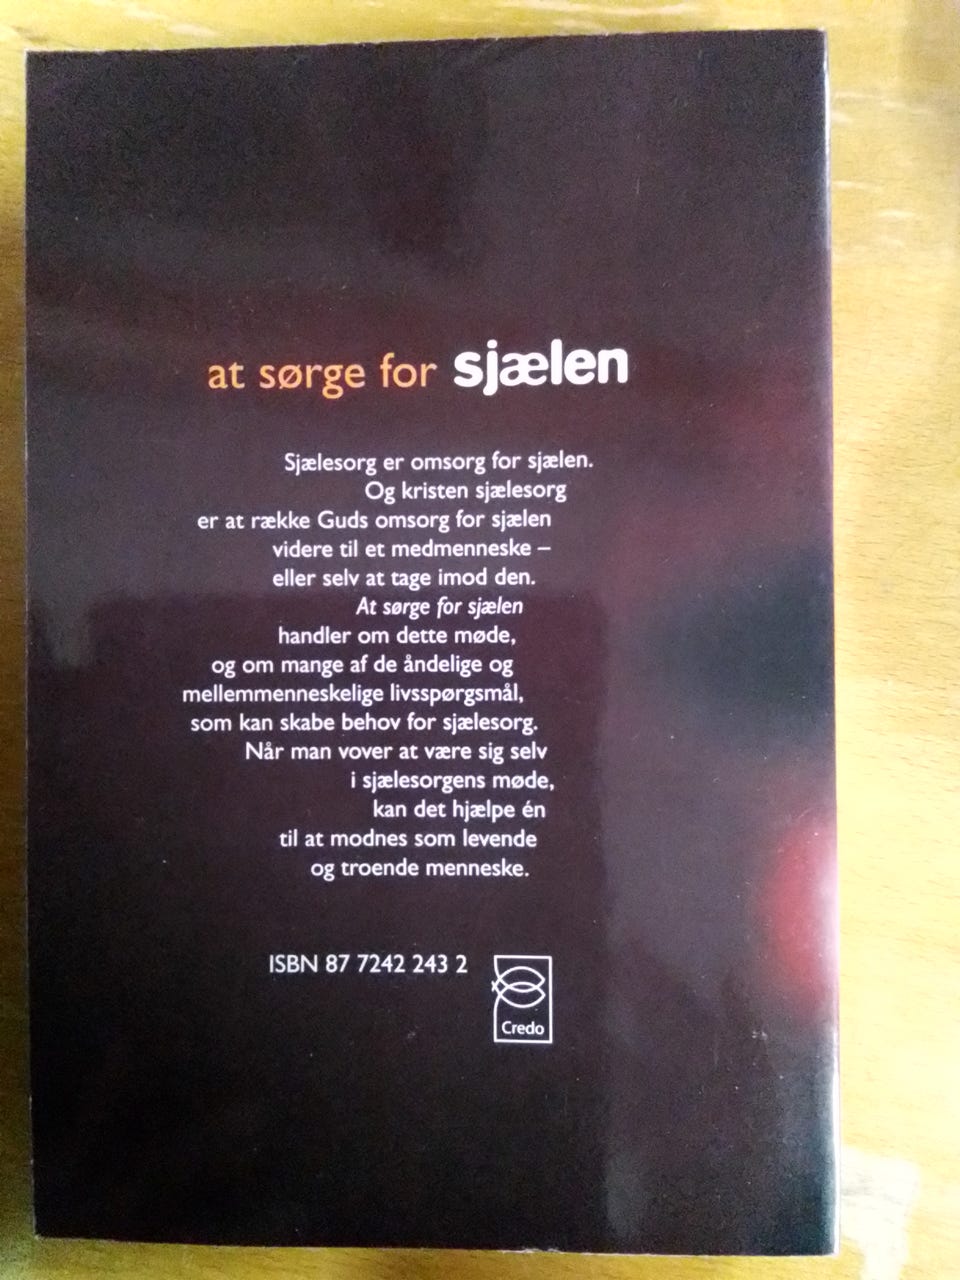 at sørge for sjælen
Sjælesorg er omsorg for sjælen.
Og kristen sjælesorg
er at række Guds omsorg for sjælen
videre til et medmenneske –
eller selv at tage imod den.
At sørge for sjælen
handler om dette møde,
og om mange af de åndelige og
mellemmenneskelige livsspørgsmål,
som kan skabe behov for sjælesorg.
Når man vover at være sig selv
i sjælesorgens møde,
kan det hjælpe én
til at modnes som levende
og troende menneske.
ISBN 87 7242 243 2
Credo